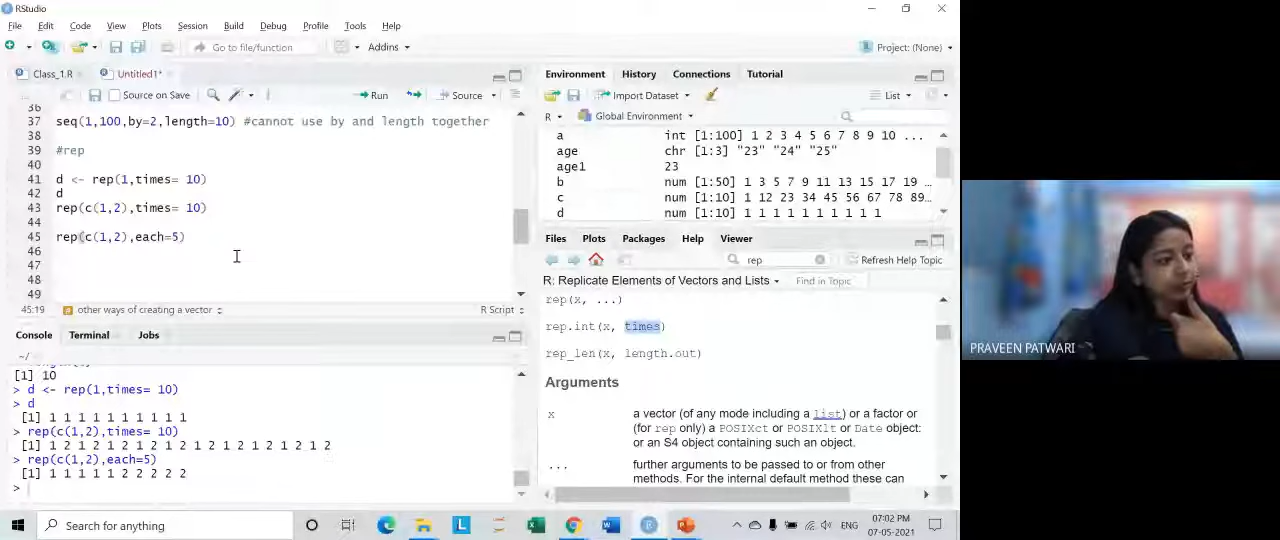 RStudio
File Edit Code View Plots Session Build Debug Profile Tools Help
Go to file/function Addins Project: (None)
Class_1.R Untitled1*
Source on Save Run Source
36
37 seq(1,100,by=2,length=10) #cannot use by and length together
38
39 #rep
40
41 d <- rep(1,times= 10)
42 d
43 rep(c(1,2),times= 10)
44
45 rep(c(1,2),each=5)
46
47
48
49
45:19 other ways of creating a vector R Script
Console Terminal Jobs
~/
[1] 10
> d <- rep(1,times= 10)
> d
[1] 1 1 1 1 1 1 1 1 1 1
> rep(c(1,2),times= 10)
[1] 1 2 1 2 1 2 1 2 1 2 1 2 1 2 1 2 1 2 1 2
> rep(c(1,2),each=5)
[1] 1 1 1 1 1 2 2 2 2 2
>
Environment History Connections Tutorial
Import Dataset List
R Global Environment
a int [1:100] 1 2 3 4 5 6 7 8 9 10 ...
age chr [1:3] "23" "24" "25"
age1 23
b num [1:50] 1 3 5 7 9 11 13 15 17 19 ...
c num [1:10] 1 12 23 34 45 56 67 78 89...
d num [1:10] 1 1 1 1 1 1 1 1 1 1
Files Plots Packages Help Viewer
rep Refresh Help Topic
R: Replicate Elements of Vectors and Lists Find in Topic
rep(x, ...)
rep.int(x, times)
rep_len(x, length.out)
Arguments
x a vector (of any mode including a list) or a factor or
(for rep only) a POSIXct or POSIXlt or Date object:
or an S4 object containing such an object.
... further arguments to be passed to or from other
methods. For the internal default method these can
PRAVEEN PATWARI
Search for anything
ENG
07:02 PM
07-05-2021